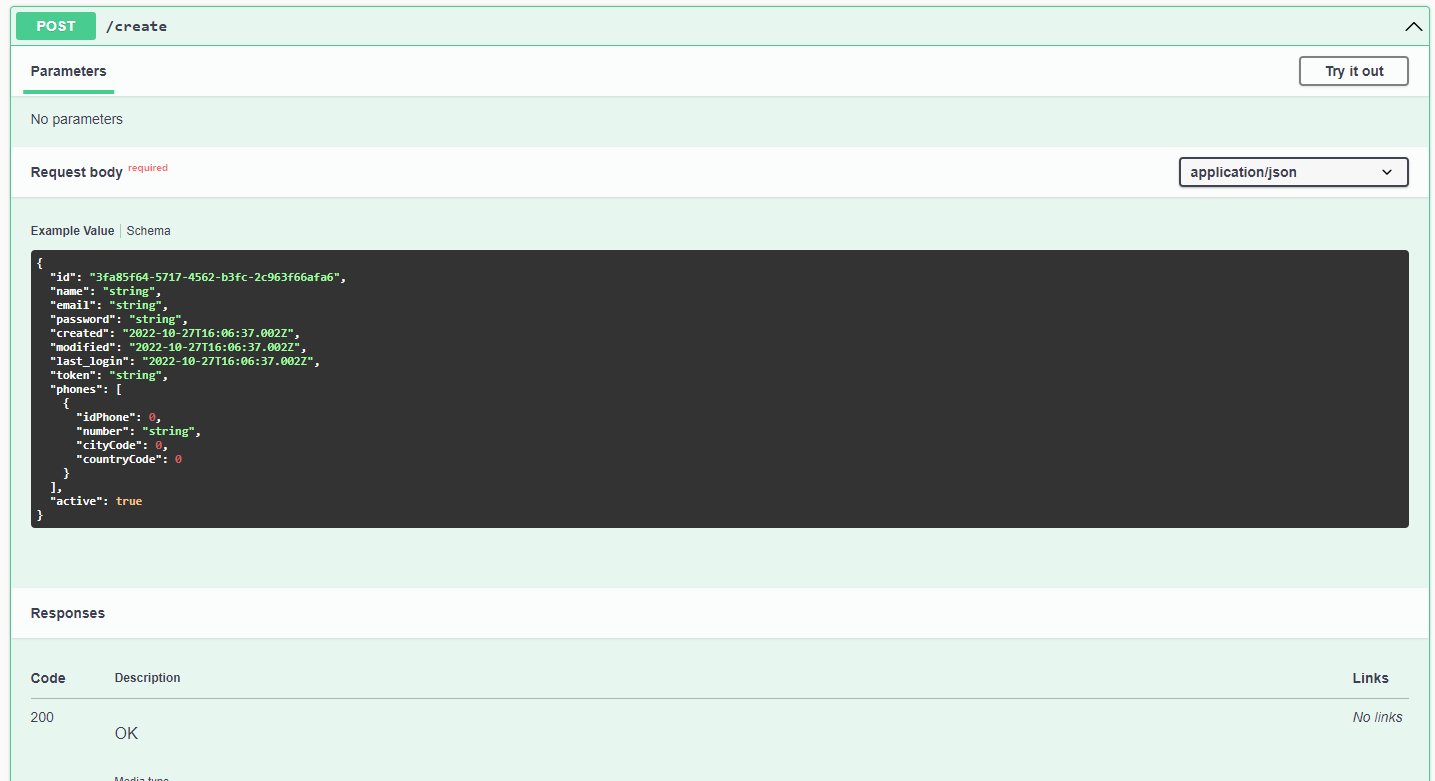 POST /create
Parameters
Try it out
No parameters
Request body required
application/json
Example Value Schema
{
  "id": "3fa85f64-5717-4562-b3fc-2c963f66afa6",
  "name": "string",
  "email": "string",
  "password": "string",
  "created": "2022-10-27T16:06:37.002Z",
  "modified": "2022-10-27T16:06:37.002Z",
  "last_login": "2022-10-27T16:06:37.002Z",
  "token": "string",
  "phones": [
    {
      "idPhone": 0,
      "number": "string",
      "cityCode": 0,
      "countryCode": 0
    }
  ],
  "active": true
}
Responses
Code Description Links
200 No links
OK
Media type